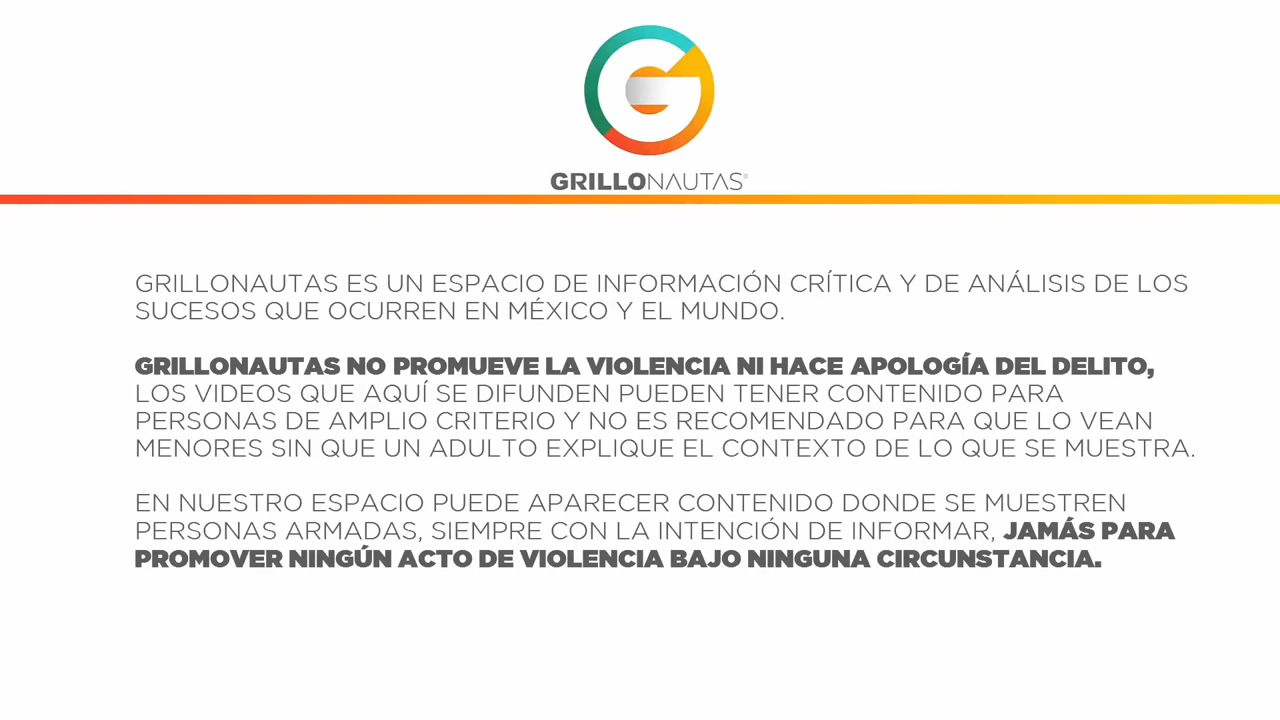 GRILLONAUTAS®
GRILLONAUTAS ES UN ESPACIO DE INFORMACIÓN CRÍTICA Y DE ANÁLISIS DE LOS
SUCESOS QUE OCURREN EN MÉXICO Y EL MUNDO.
GRILLONAUTAS NO PROMUEVE LA VIOLENCIA NI HACE APOLOGÍA DEL DELITO,
LOS VIDEOS QUE AQUÍ SE DIFUNDEN PUEDEN TENER CONTENIDO PARA
PERSONAS DE AMPLIO CRITERIO Y NO ES RECOMENDADO PARA QUE LO VEAN
MENORES SIN QUE UN ADULTO EXPLIQUE EL CONTEXTO DE LO QUE SE MUESTRA.
EN NUESTRO ESPACIO PUEDE APARECER CONTENIDO DONDE SE MUESTREN
PERSONAS ARMADAS, SIEMPRE CON LA INTENCIÓN DE INFORMAR, JAMÁS PARA
PROMOVER NINGÚN ACTO DE VIOLENCIA BAJO NINGUNA CIRCUNSTANCIA.